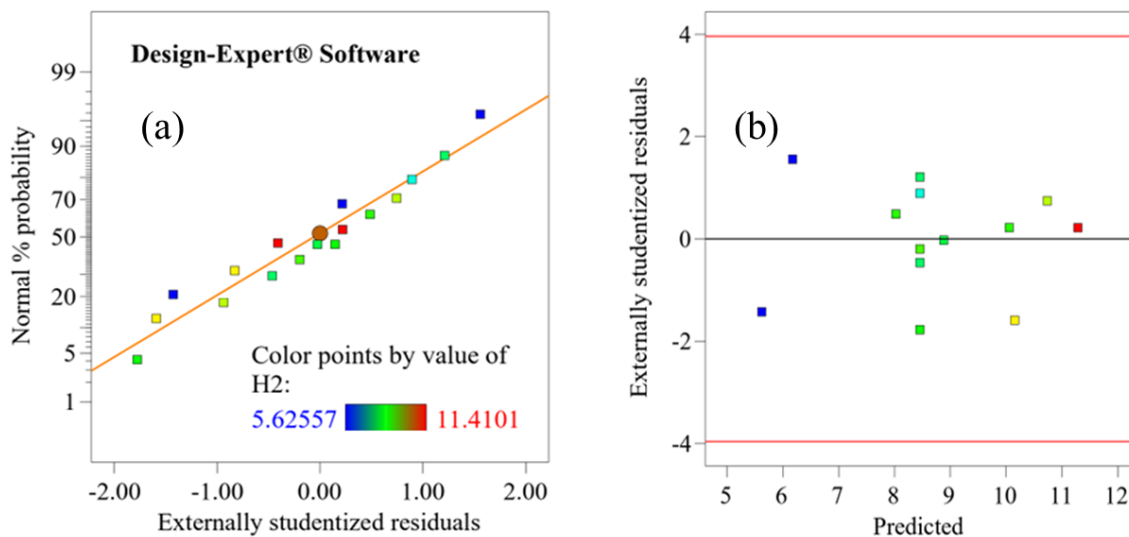 Design-Expert® Software
(a)
99
90
70
50
20
5
1
Normal % probability
Color points by value of
H2:
5.62557 11.4101
-2.00 -1.00 0.00 1.00 2.00
Externally studentized residuals
(b)
4
2
0
-2
-4
Externally studentized residuals
5 6 7 8 9 10 11 12
Predicted